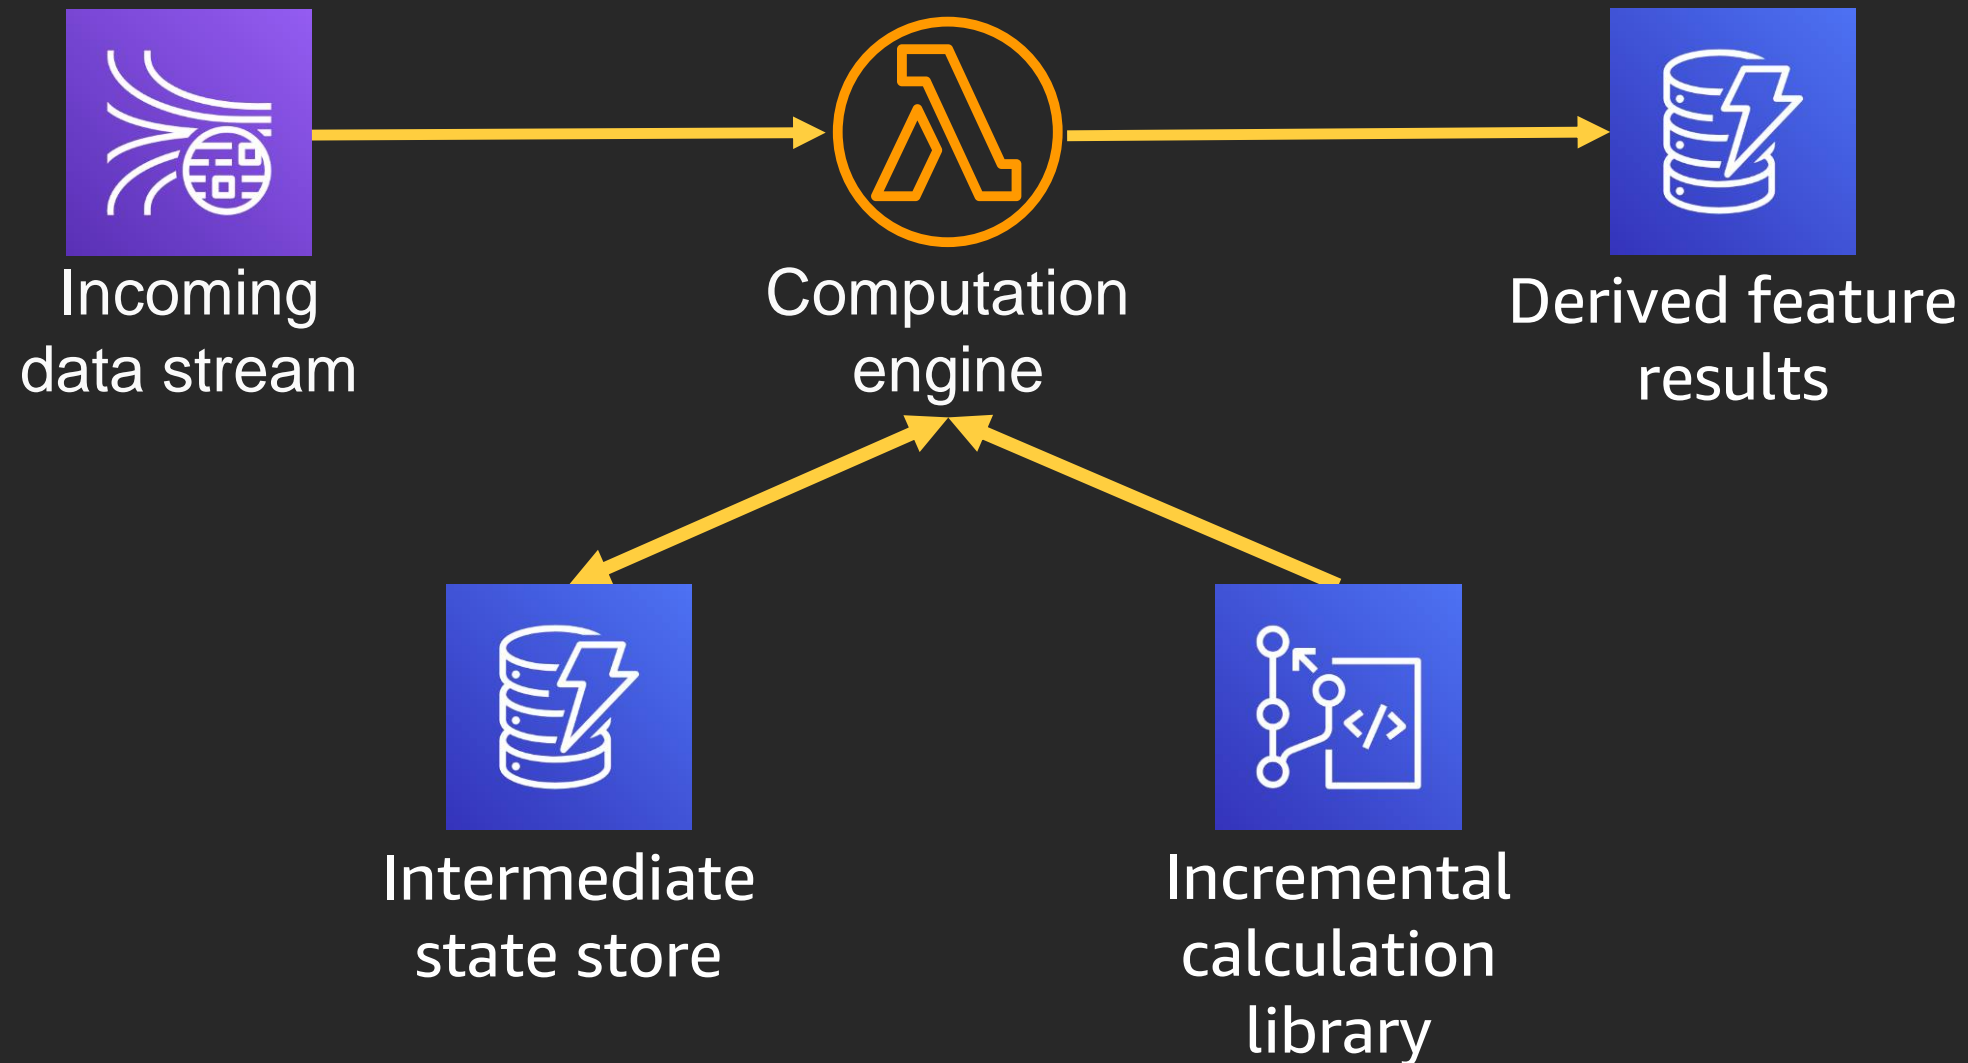 Incoming
data stream
Computation
engine
Derived feature
results
Intermediate
state store
Incremental
calculation
library